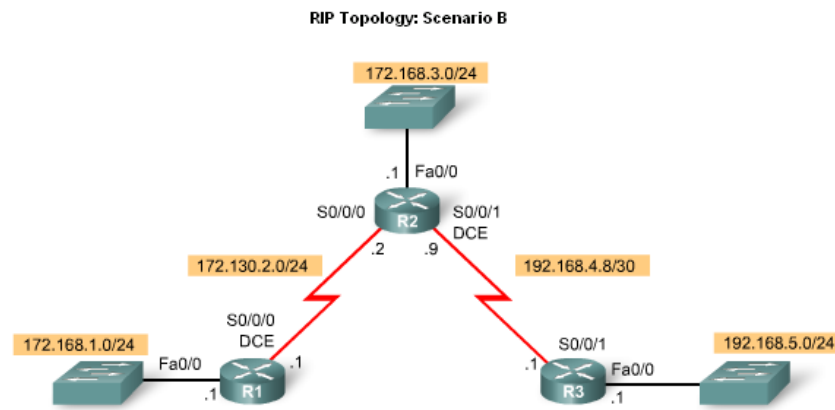 RIP Topology: Scenario B
172.168.3.0/24
.1 Fa0/0
S0/0/0 R2 S0/0/1
DCE
.2 .9
172.130.2.0/24
192.168.4.8/30
S0/0/0
DCE
172.168.1.0/24
Fa0/0
.1
R1
.1
S0/0/1
192.168.5.0/24
.1
R3
Fa0/0
.1